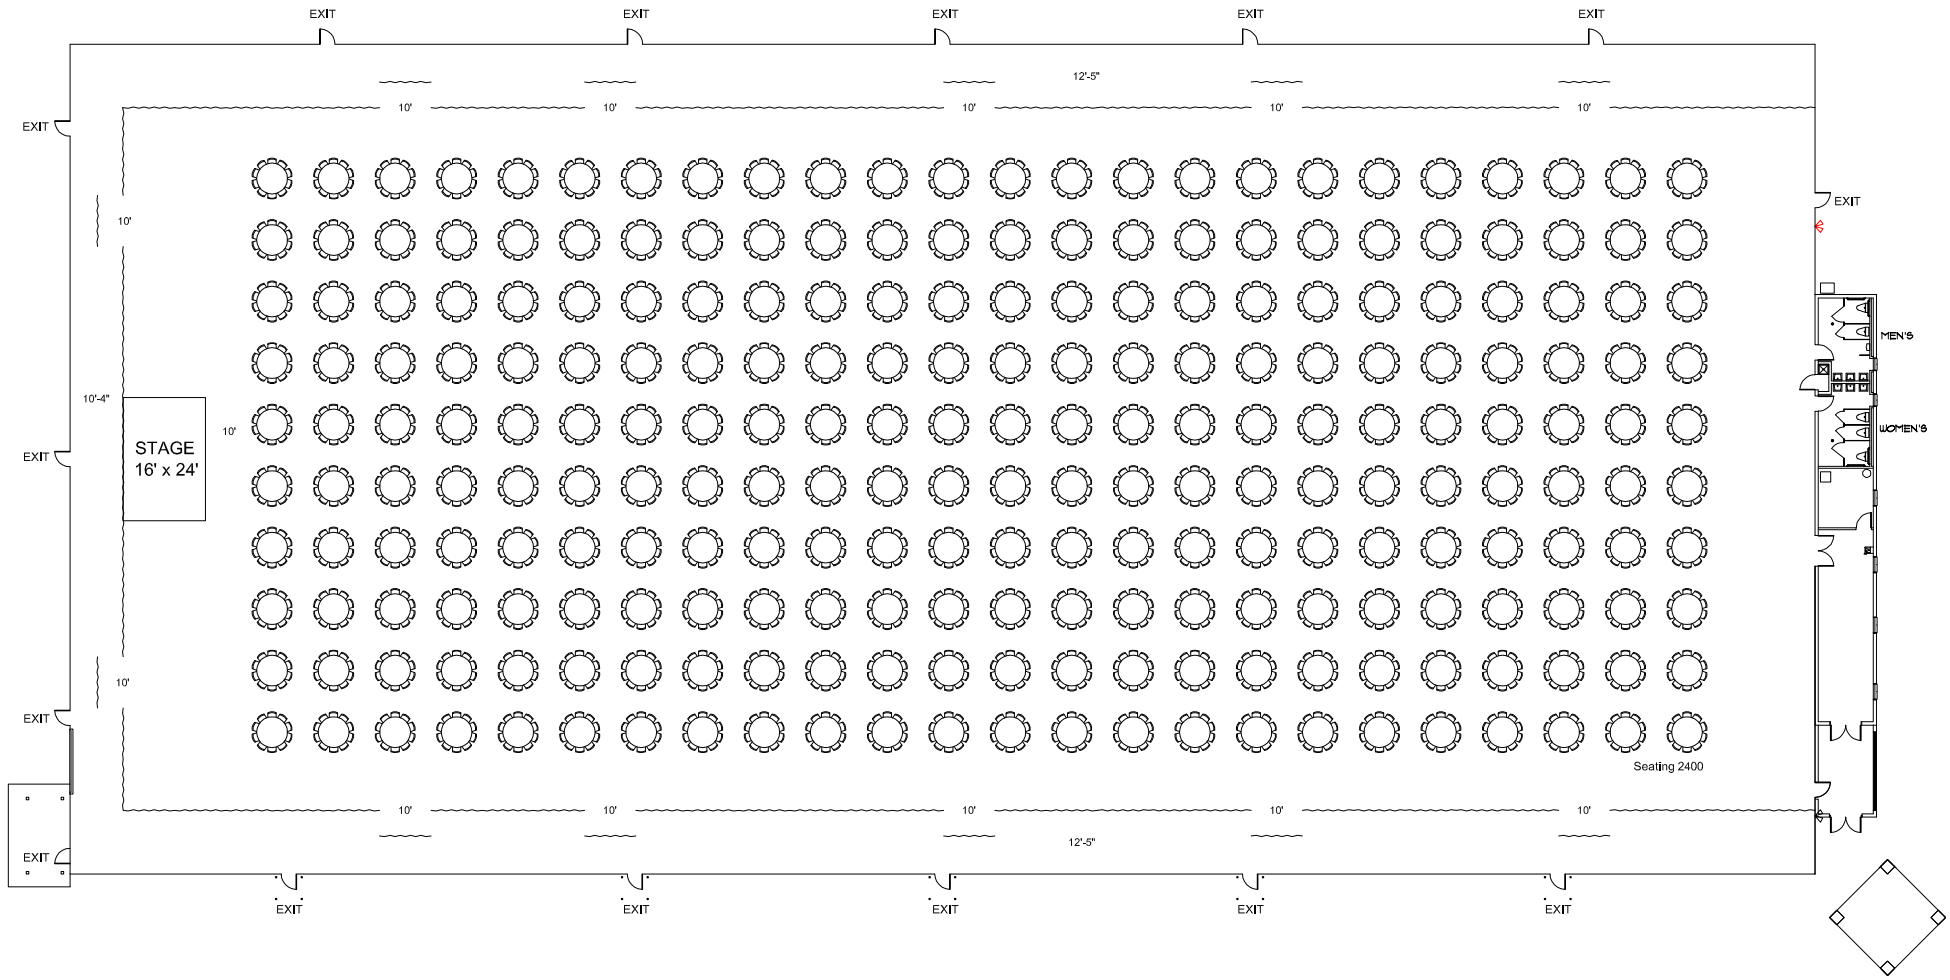 EXIT
EXIT
EXIT
EXIT
EXIT
12'-5"
10'
10'
10'
10'
10'
EXIT
EXIT
10'
MEN'S
10'-4"
10'
STAGE
16' x 24'
WOMEN'S
EXIT
10'
EXIT
Seating 2400
10'
10'
10'
10'
10'
12'-5"
EXIT
EXIT
EXIT
EXIT
EXIT
EXIT